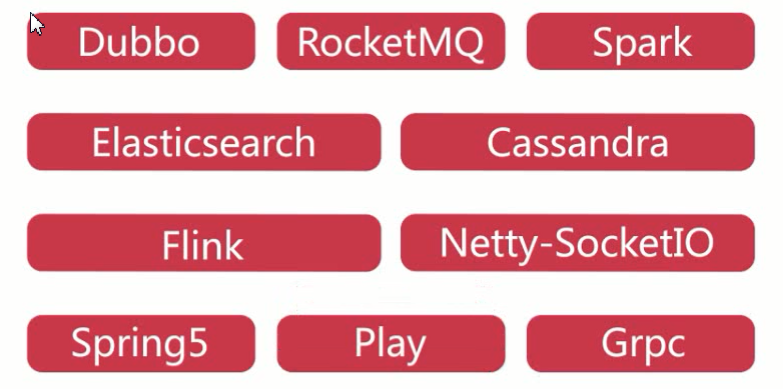 Dubbo RocketMQ Spark
Elasticsearch Cassandra
Flink Netty-SocketIO
Spring5 Play Grpc